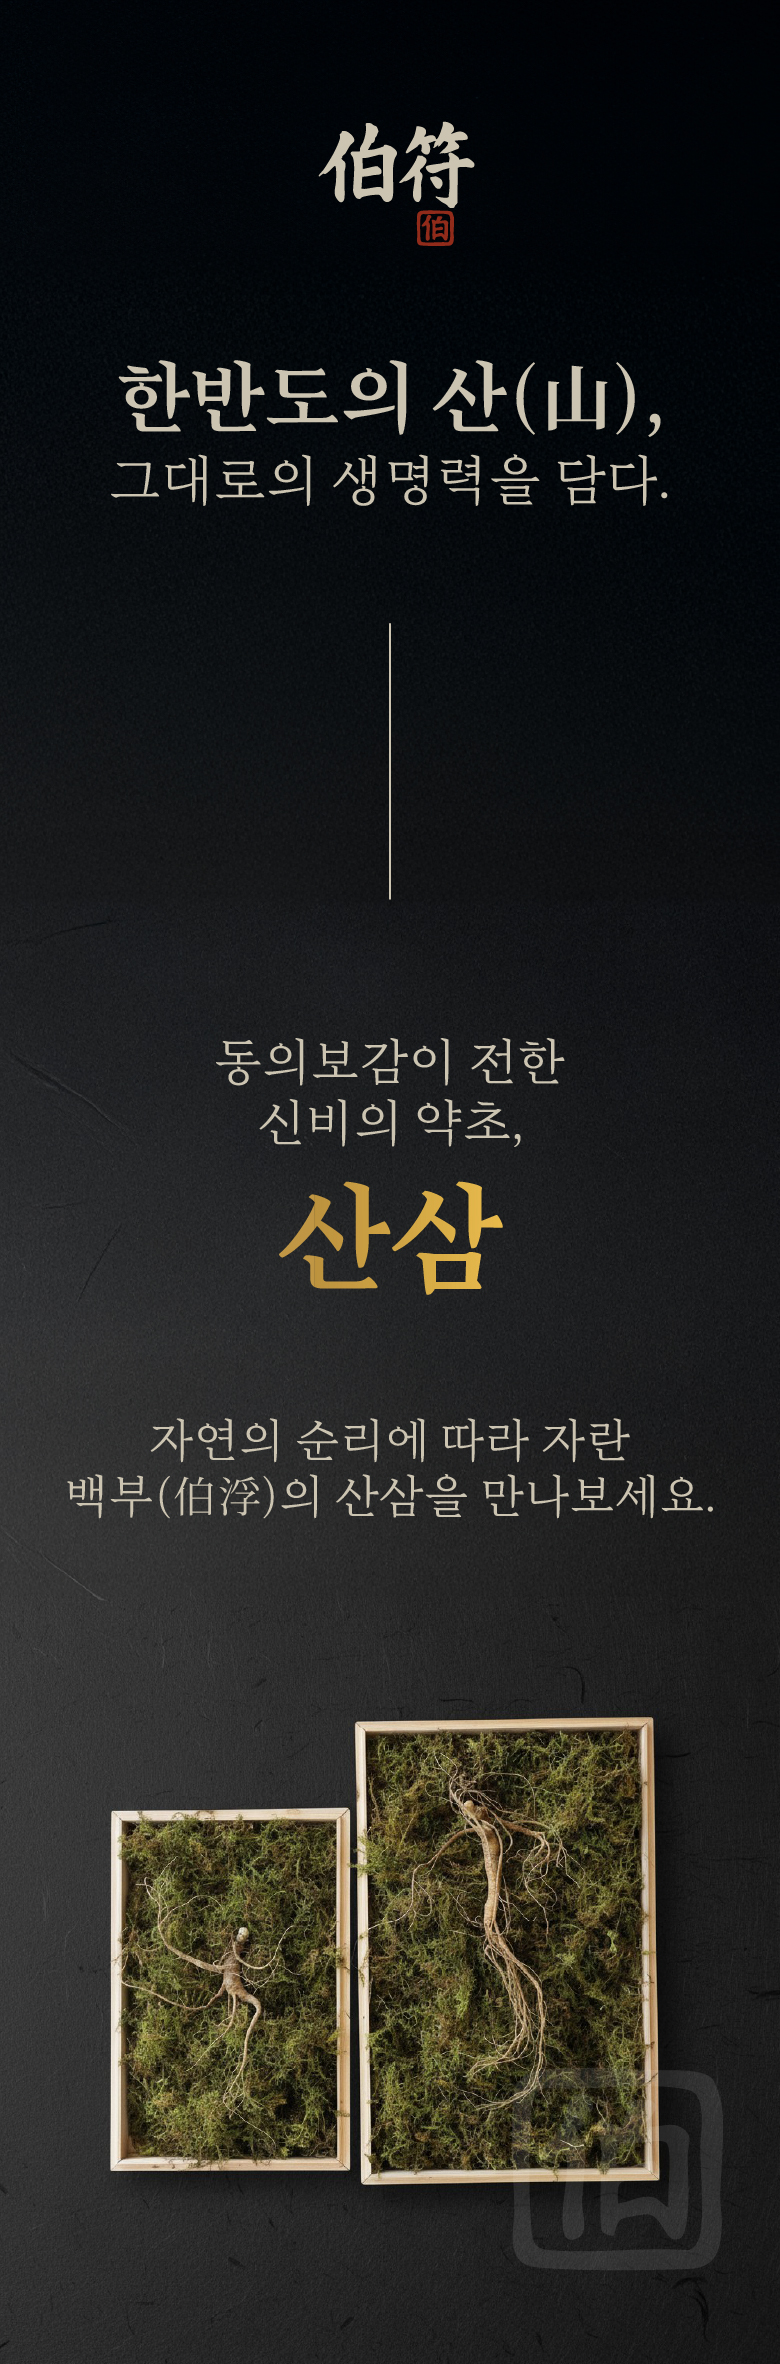 伯符
伯
한반도의 산(山),
그대로의 생명력을 담다.
동의보감이 전한
신비의 약초,
산삼
자연의 순리에 따라 자란
백부(伯浮)의 산삼을 만나보세요.
伯